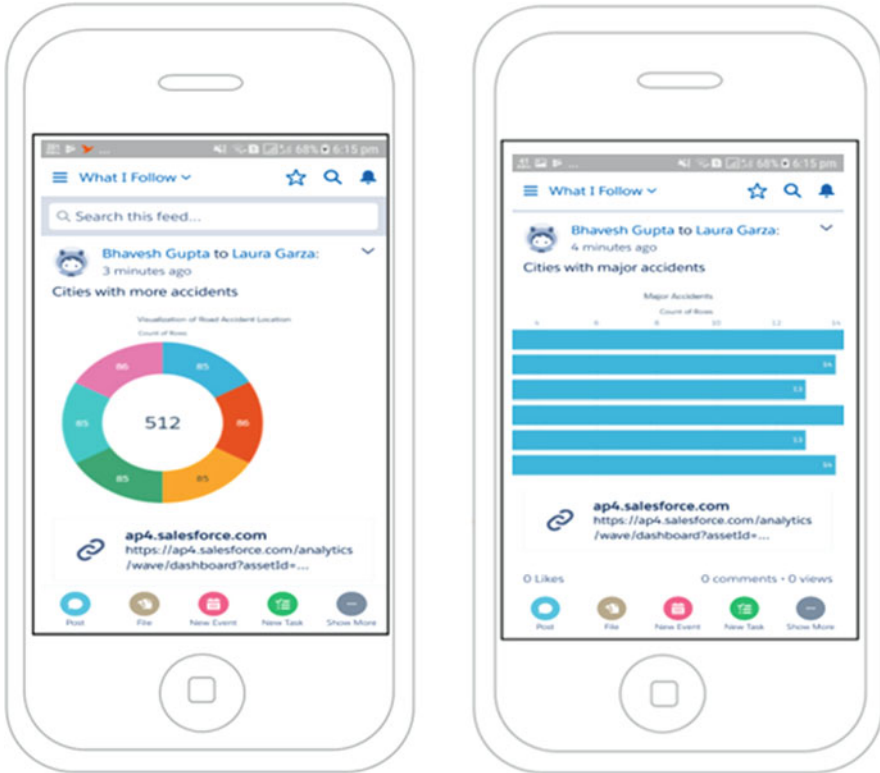 68% 6:15 pm
What I Follow
Search this feed...
Bhavesh Gupta to Laura Garza:
3 minutes ago
Cities with more accidents
Visualization of Road Accident Location
Count of Rows
86
85
85
512
86
85
85
ap4.salesforce.com
https://ap4.salesforce.com/analytics
/wave/dashboard?assetId=...
Post
File
New Event
New Task
Show More
68% 6:15 pm
What I Follow
Bhavesh Gupta to Laura Garza:
4 minutes ago
Cities with major accidents
Major Accidents
Count of Rows
4 6 8 10 12 14
14
13
13
14
ap4.salesforce.com
https://ap4.salesforce.com/analytics
/wave/dashboard?assetId=...
0 Likes
0 comments • 0 views
Post
File
New Event
New Task
Show More